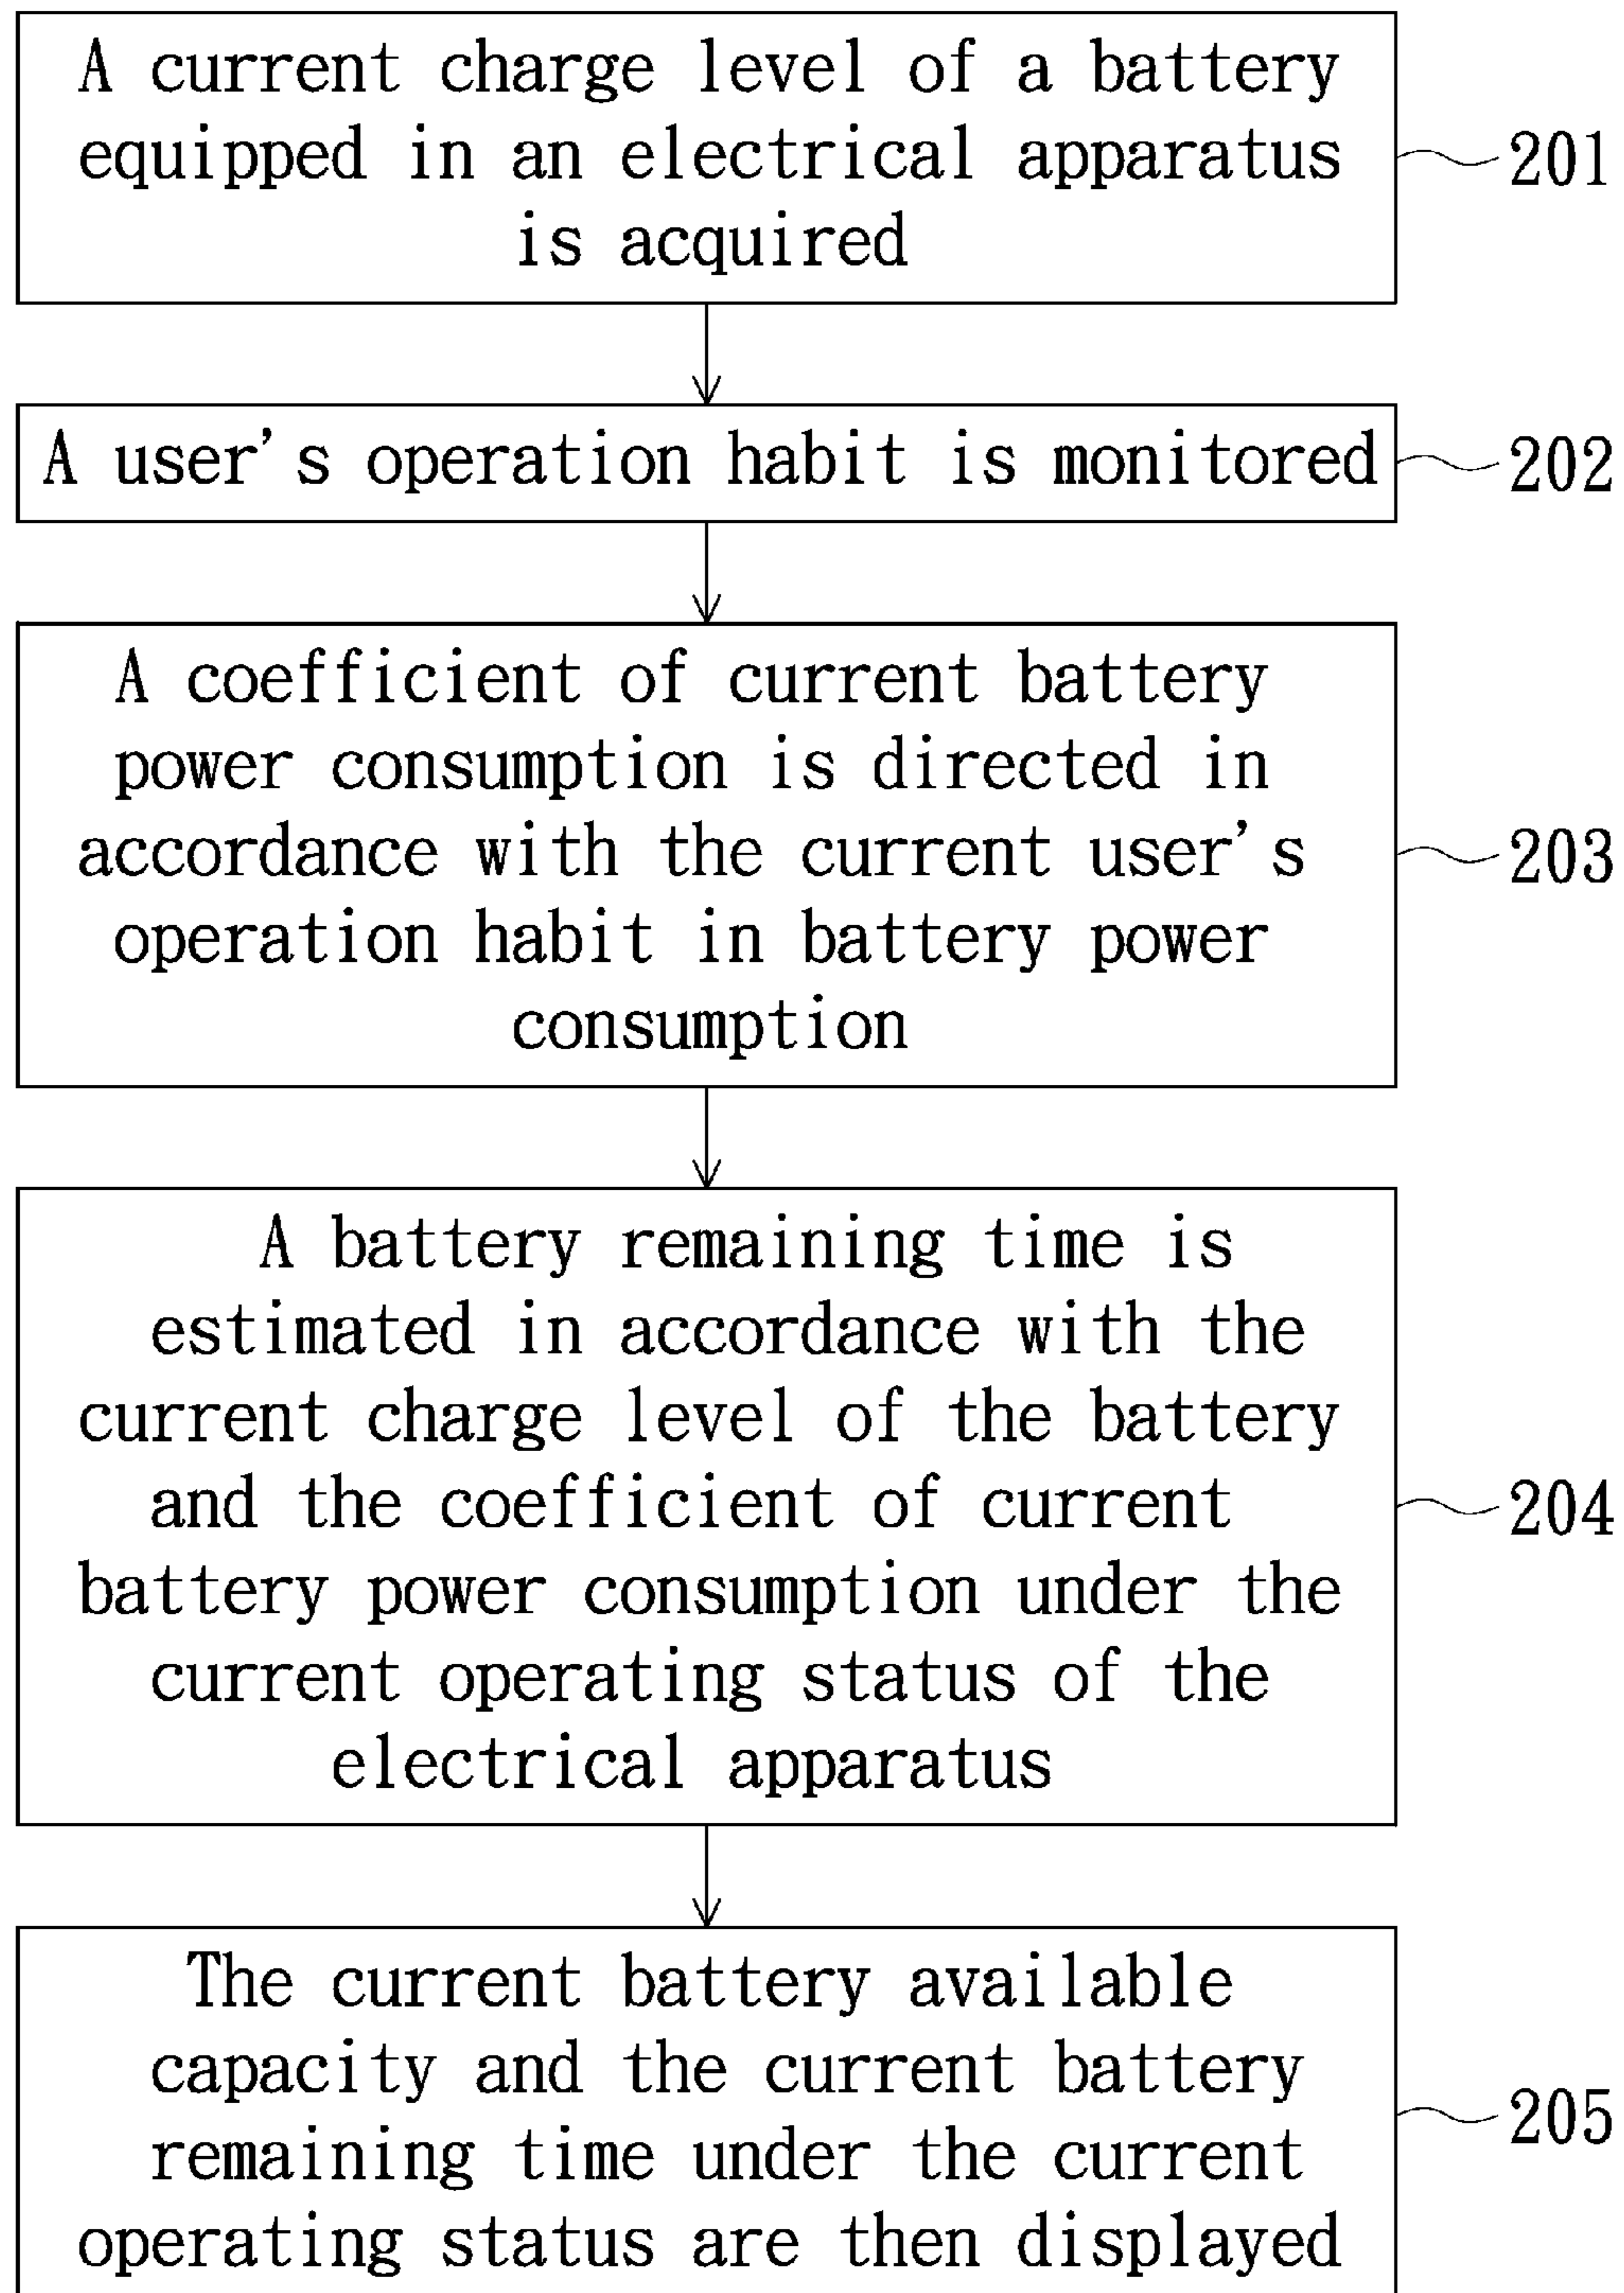 A current charge level of a battery
equipped in an electrical apparatus
is acquired
201
A user's operation habit is monitored
202
A coefficient of current battery
power consumption is directed in
accordance with the current user's
operation habit in battery power
consumption
203
A battery remaining time is
estimated in accordance with the
current charge level of the battery
and the coefficient of current
battery power consumption under the
current operating status of the
electrical apparatus
204
The current battery available
capacity and the current battery
remaining time under the current
operating status are then displayed
205